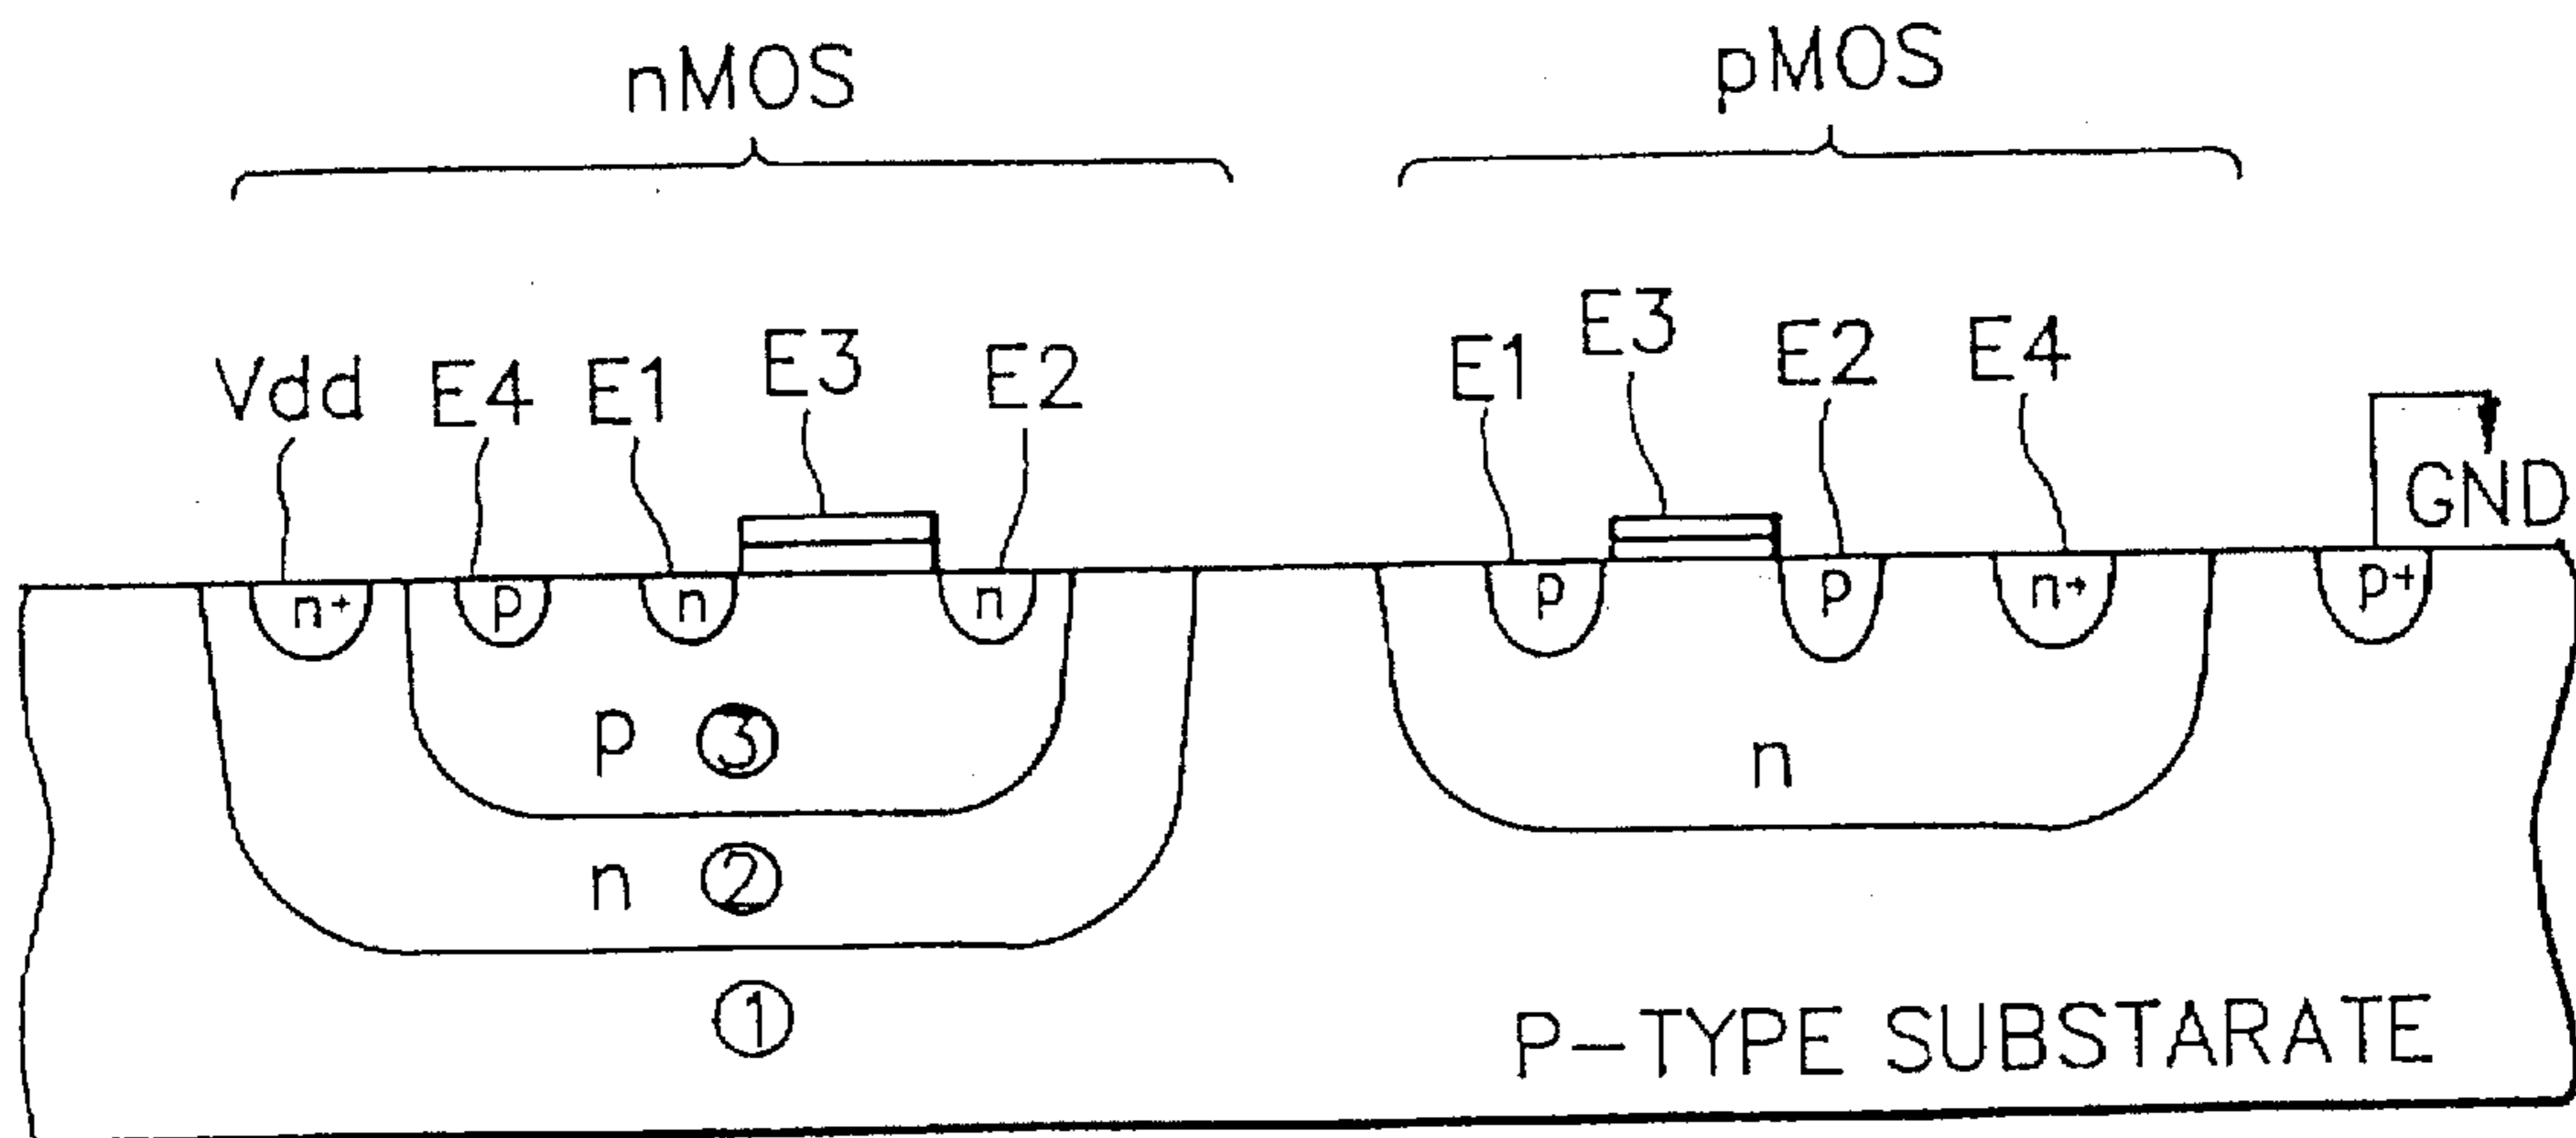 nMOS pMOS
Vdd E4 E1 E3 E2 E1 E3 E2 E4
GND
n+ p n n p p n+ p+
p ③ n
n ②
①
P-TYPE SUBSTARATE